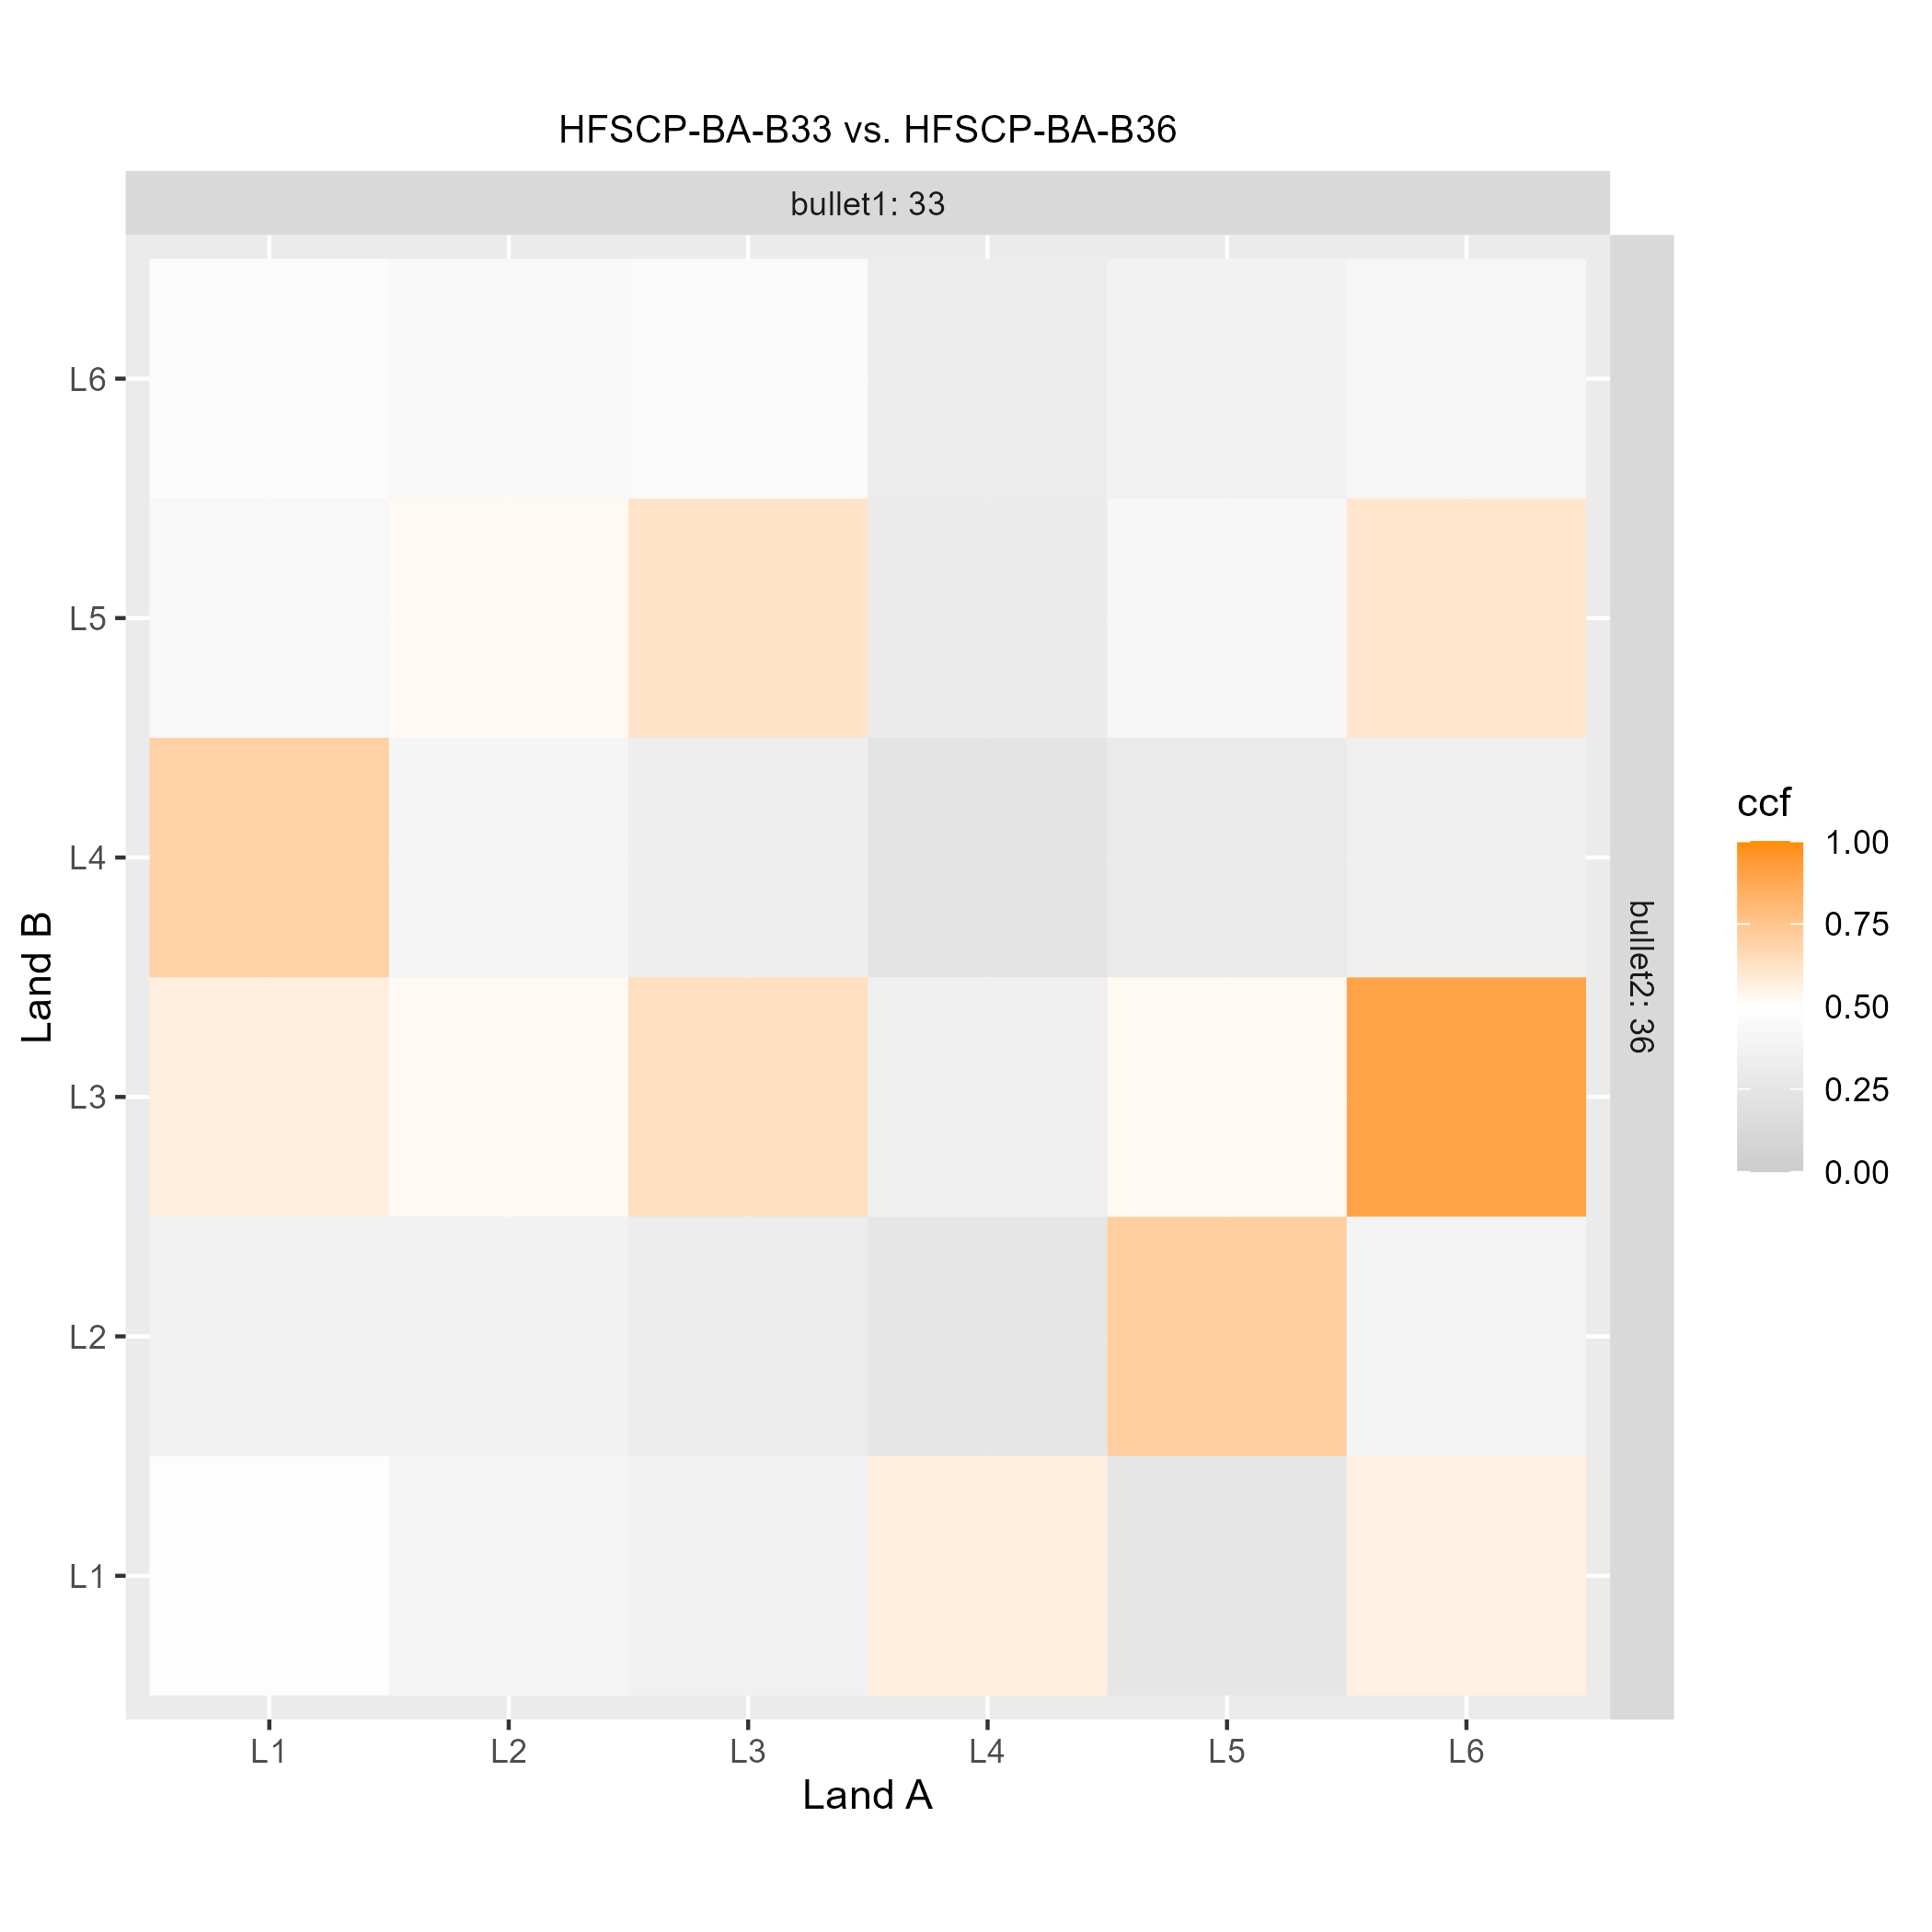 HFSCP-BA-B33 vs. HFSCP-BA-B36
bullet1: 33
L6
L5
L4
L3
L2
L1
Land B
bullet2: 36
L1 L2 L3 L4 L5 L6
Land A
ccf
1.00
0.75
0.50
0.25
0.00